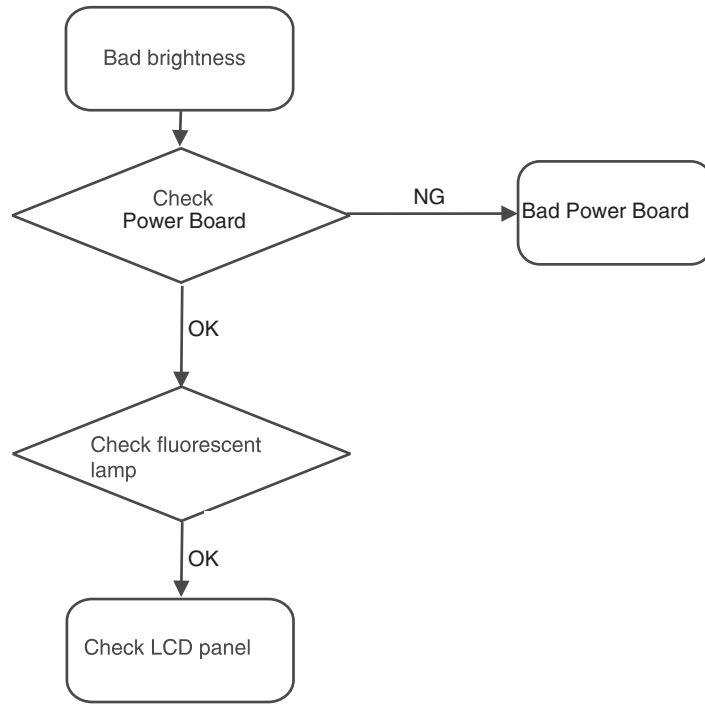 Bad brightness
Check
Power Board
NG
Bad Power Board
OK
Check fluorescent
lamp
OK
Check LCD panel